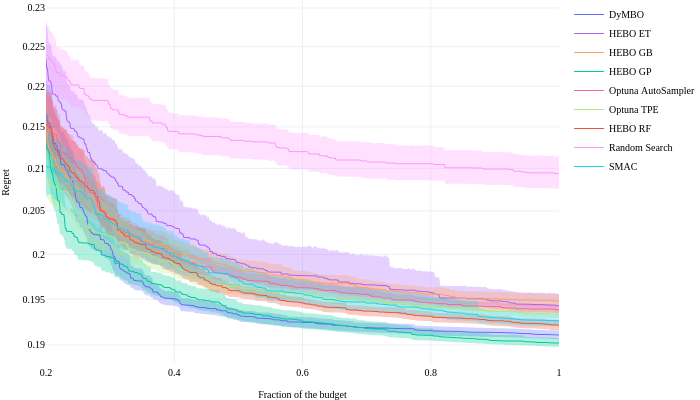 0.23
0.225
0.22
0.215
0.21
0.205
0.2
0.195
0.19
Regret
0.2
0.4
0.6
0.8
1
Fraction of the budget
DyMBO
HEBO ET
HEBO GB
HEBO GP
Optuna AutoSampler
Optuna TPE
HEBO RF
Random Search
SMAC